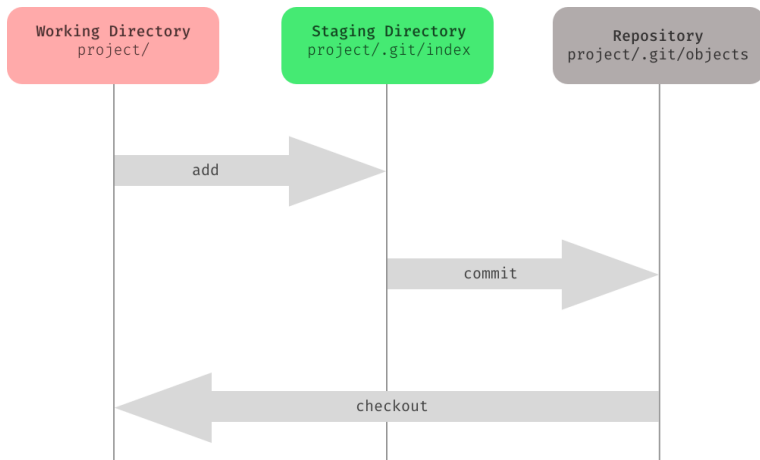 Working Directory
project/
Staging Directory
project/.git/index
Repository
project/.git/objects
add
commit
checkout